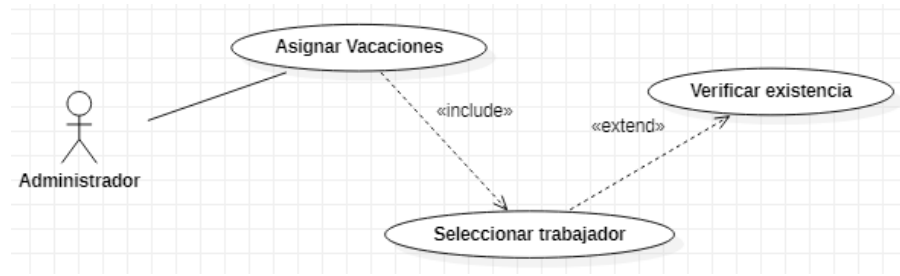 Asignar Vacaciones
Verificar existencia
«include»
«extend»
Administrador
Seleccionar trabajador